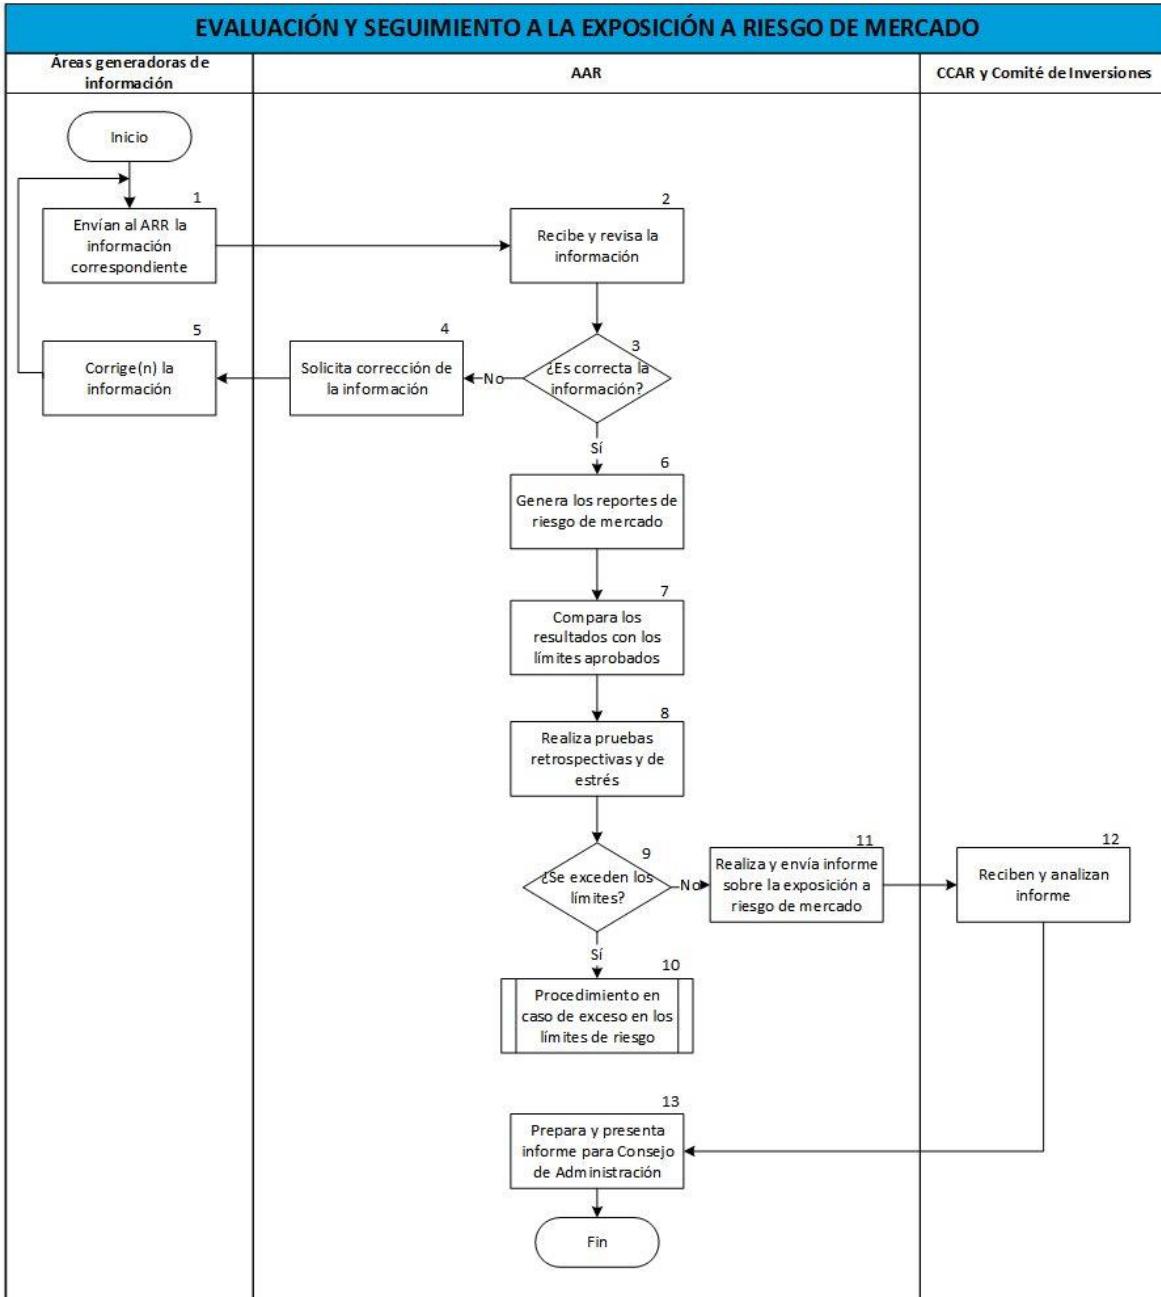 EVALUACIÓN Y SEGUIMIENTO A LA EXPOSICIÓN A RIESGO DE MERCADO
Áreas generadoras de
información
AAR
CCAR y Comité de Inversiones
Inicio
1
Envían al ARR la
información
correspondiente
2
Recibe y revisa la
información
3
¿Es correcta la
información?
No
4
Solicita corrección de
la información
5
Corrige(n) la
información
Sí
6
Genera los reportes de
riesgo de mercado
7
Compara los
resultados con los
límites aprobados
8
Realiza pruebas
retrospectivas y de
estrés
9
¿Se exceden los
límites?
No
11
Realiza y envía informe
sobre la exposición a
riesgo de mercado
12
Reciben y analizan
informe
Sí
10
Procedimiento en
caso de exceso en los
límites de riesgo
13
Prepara y presenta
informe para Consejo
de Administración
Fin